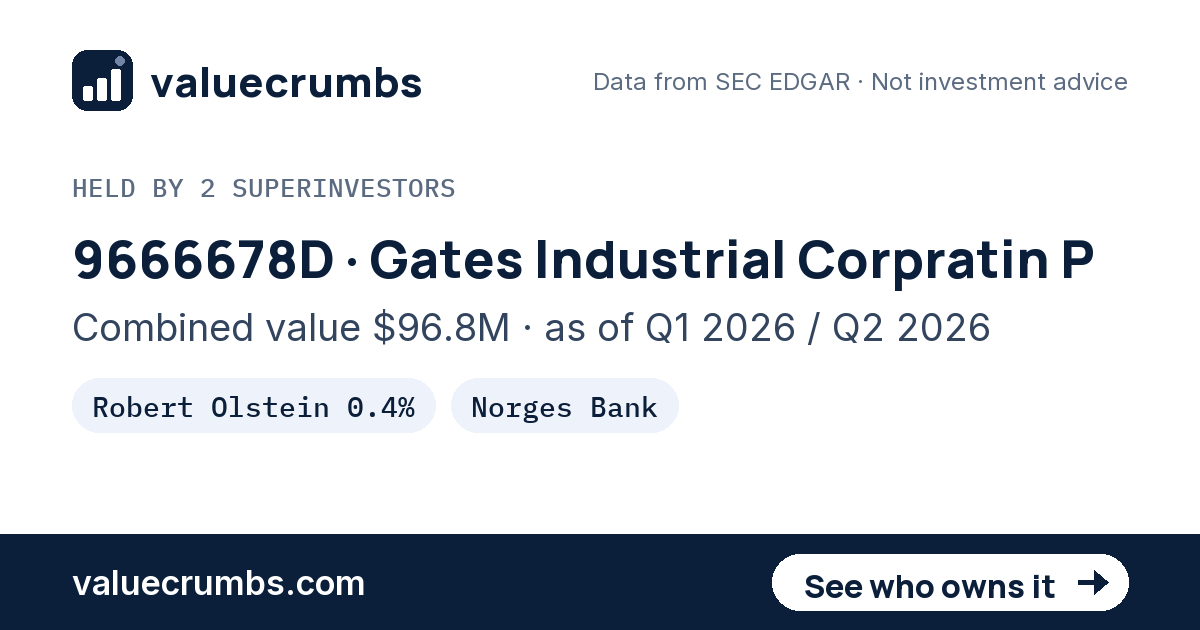 valuecrumbs
Data from SEC EDGAR · Not investment advice
HELD BY 2 SUPERINVESTORS
9666678D · Gates Industrial Corpratin P
Combined value $96.8M · as of Q1 2026 / Q2 2026
Robert Olstein 0.4%
Norges Bank
valuecrumbs.com
See who owns it →